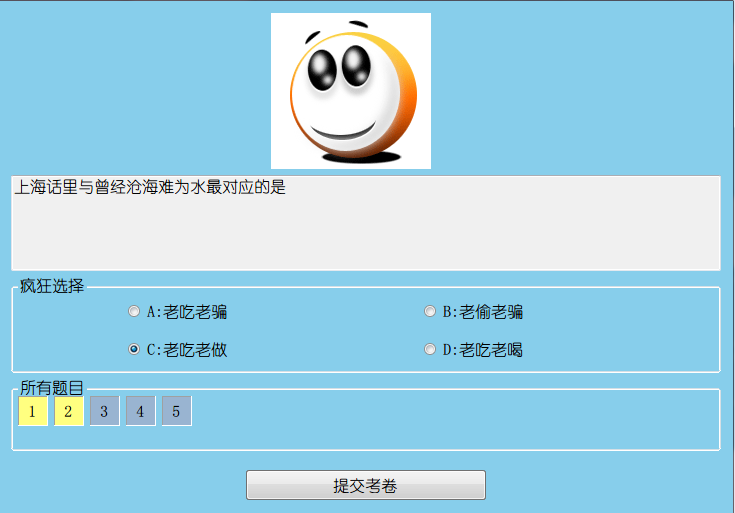 上海话里与曾经沧海难为水最对应的是
疯狂选择
A:老吃老骗 B:老偷老骗
C:老吃老做 D:老吃老喝
所有题目
1 2 3 4 5
提交考卷